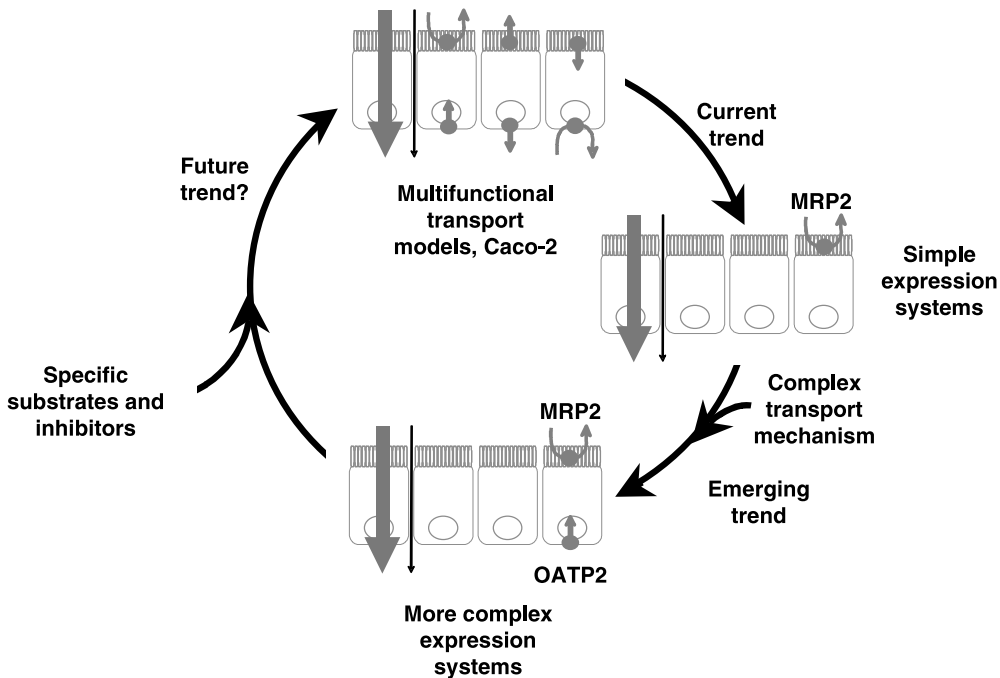 Current
trend
Future
trend?
Multifunctional
transport
models, Caco-2
MRP2
Simple
expression
systems
Specific
substrates and
inhibitors
Complex
transport
mechanism
MRP2
Emerging
trend
OATP2
More complex
expression
systems